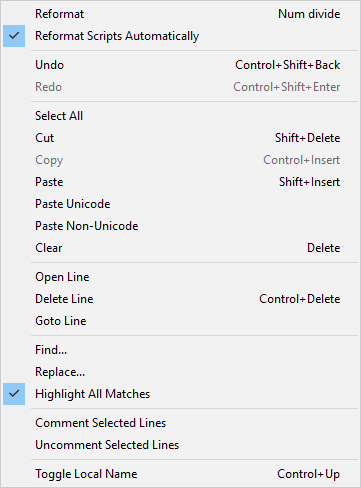 Reformat Num divide
Reformat Scripts Automatically
Undo Control+Shift+Back
Redo Control+Shift+Enter
Select All
Cut Shift+Delete
Copy Control+Insert
Paste Shift+Insert
Paste Unicode
Paste Non-Unicode
Clear Delete
Open Line
Delete Line Control+Delete
Goto Line
Find...
Replace...
Highlight All Matches
Comment Selected Lines
Uncomment Selected Lines
Toggle Local Name Control+Up